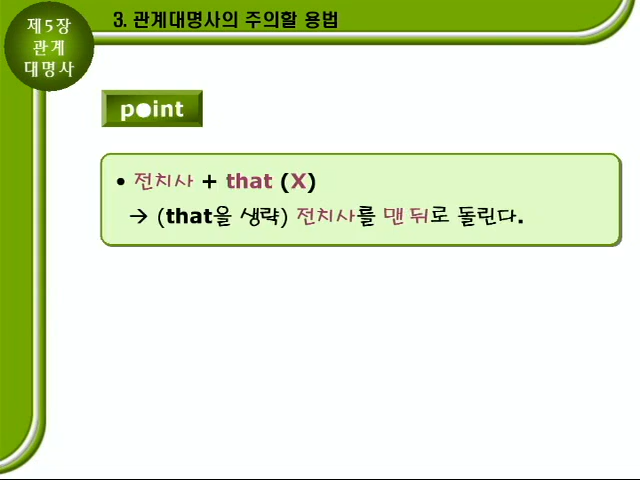 제5장
관계
대명사
3. 관계대명사의 주의할 용법
point
• 전치사 + that (X)
→ (that을 생략) 전치사를 맨 뒤로 돌린다.